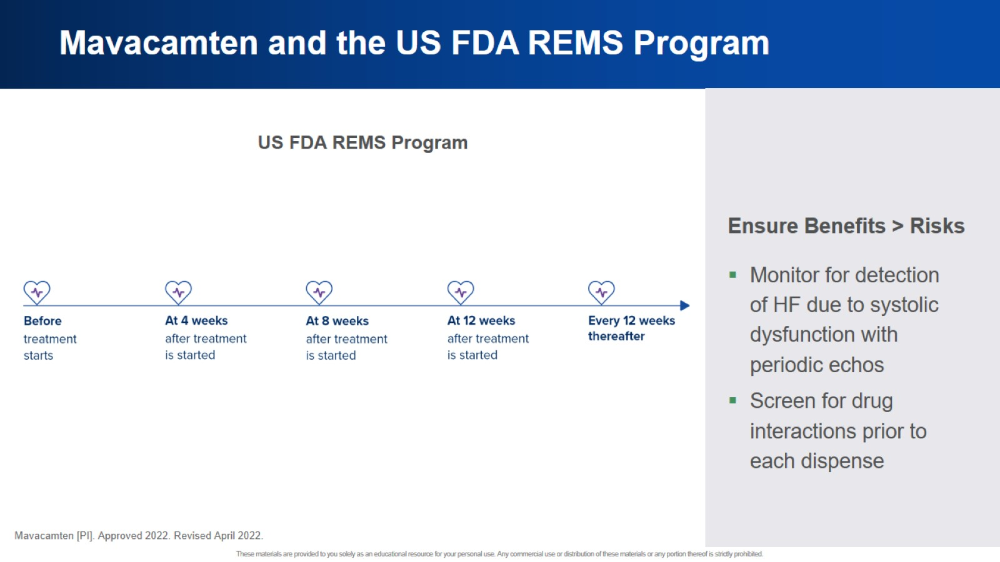 Mavacamten and the US FDA REMS Program
US FDA REMS Program
Before
treatment
starts
At 4 weeks
after treatment
is started
At 8 weeks
after treatment
is started
At 12 weeks
after treatment
is started
Every 12 weeks
thereafter
Ensure Benefits > Risks
▪ Monitor for detection
of HF due to systolic
dysfunction with
periodic echos
▪ Screen for drug
interactions prior to
each dispense
Mavacamten [PI]. Approved 2022. Revised April 2022.
These materials are provided to you solely as an educational resource for your personal use. Any commercial use or distribution of these materials or any portion thereof is strictly prohibited.